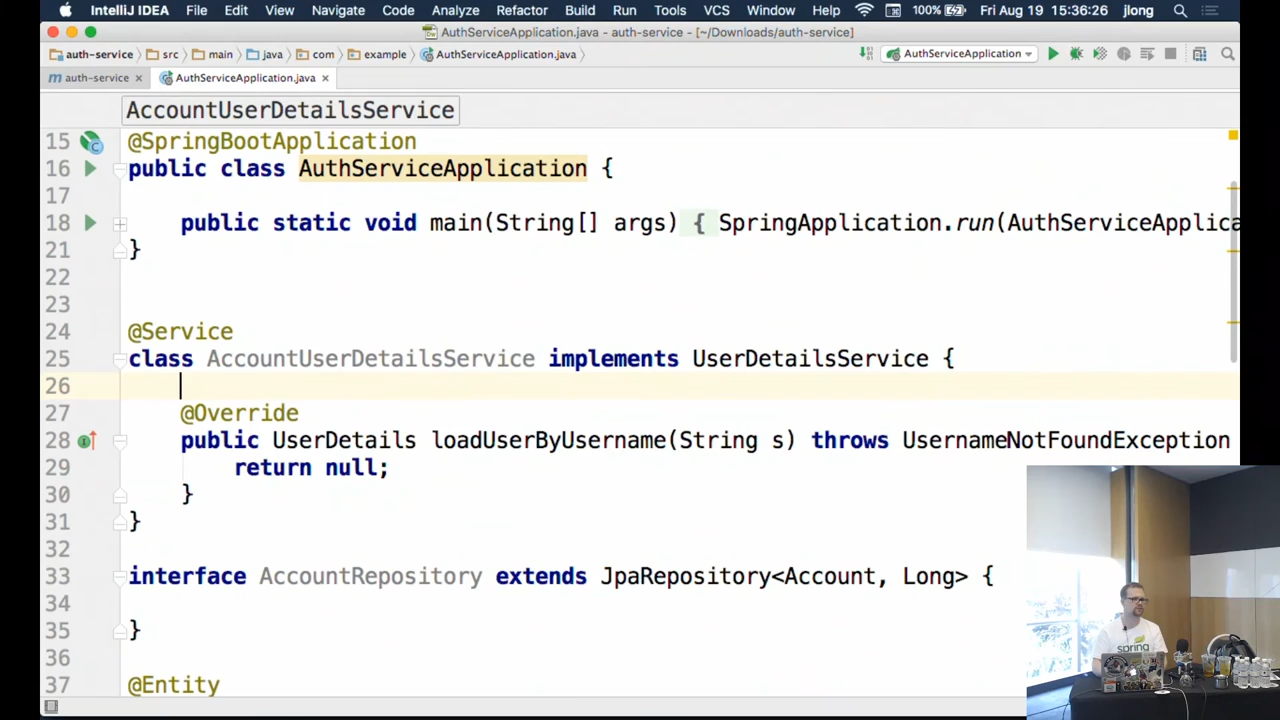 IntelliJ IDEA File Edit View Navigate Code Analyze Refactor Build Run Tools VCS Window Help 100% Fri Aug 19 15:36:26 jlong
AuthServiceApplication.java - auth-service - [~/Downloads/auth-service]
auth-service src main java com example AuthServiceApplication.java AuthServiceApplication
auth-service AuthServiceApplication.java
AccountUserDetailsService
15 @SpringBootApplication
16 public class AuthServiceApplication {
17
18 public static void main(String[] args) { SpringApplication.run(AuthServiceApplica
21 }
22
23
24 @Service
25 class AccountUserDetailsService implements UserDetailsService {
26
27 @Override
28 public UserDetails loadUserByUsername(String s) throws UsernameNotFoundException
29 return null;
30 }
31 }
32
33 interface AccountRepository extends JpaRepository<Account, Long> {
34
35 }
36
37 @Entity
spring